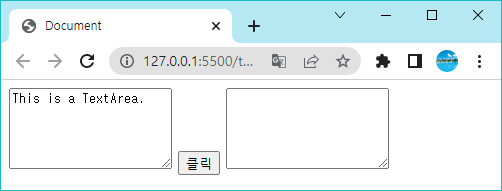 Document
127.0.0.1:5500/t...
This is a TextArea.
클릭